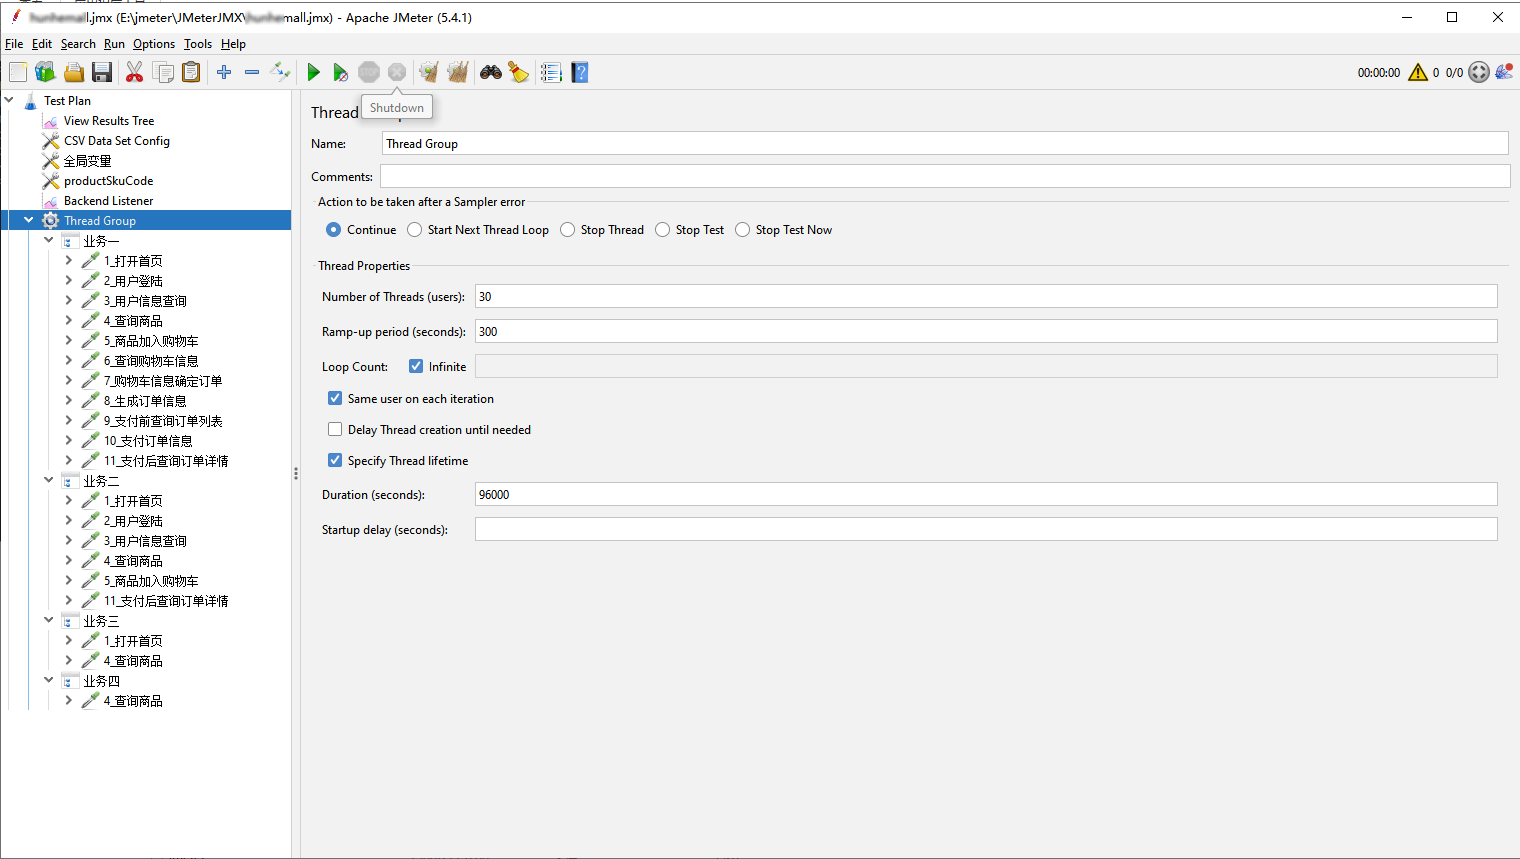 l.jmx (E:\jmeter\JMeterJMX\ mall.jmx) - Apache JMeter (5.4.1)
File Edit Search Run Options Tools Help
STOP
00:00:00 0 0/0
Shutdown
Test Plan
View Results Tree
CSV Data Set Config
全局变量
productSkuCode
Backend Listener
Thread Group
业务一
1_打开首页
2_用户登陆
3_用户信息查询
4_查询商品
5_商品加入购物车
6_查询购物车信息
7_购物车信息确定订单
8_生成订单信息
9_支付前查询订单列表
10_支付订单信息
11_支付后查询订单详情
业务二
1_打开首页
2_用户登陆
3_用户信息查询
4_查询商品
5_商品加入购物车
11_支付后查询订单详情
业务三
1_打开首页
4_查询商品
业务四
4_查询商品
Thread
Name: Thread Group
Comments:
Action to be taken after a Sampler error
Continue Start Next Thread Loop Stop Thread Stop Test Stop Test Now
Thread Properties
Number of Threads (users): 30
Ramp-up period (seconds): 300
Loop Count: Infinite
Same user on each iteration
Delay Thread creation until needed
Specify Thread lifetime
Duration (seconds): 96000
Startup delay (seconds):